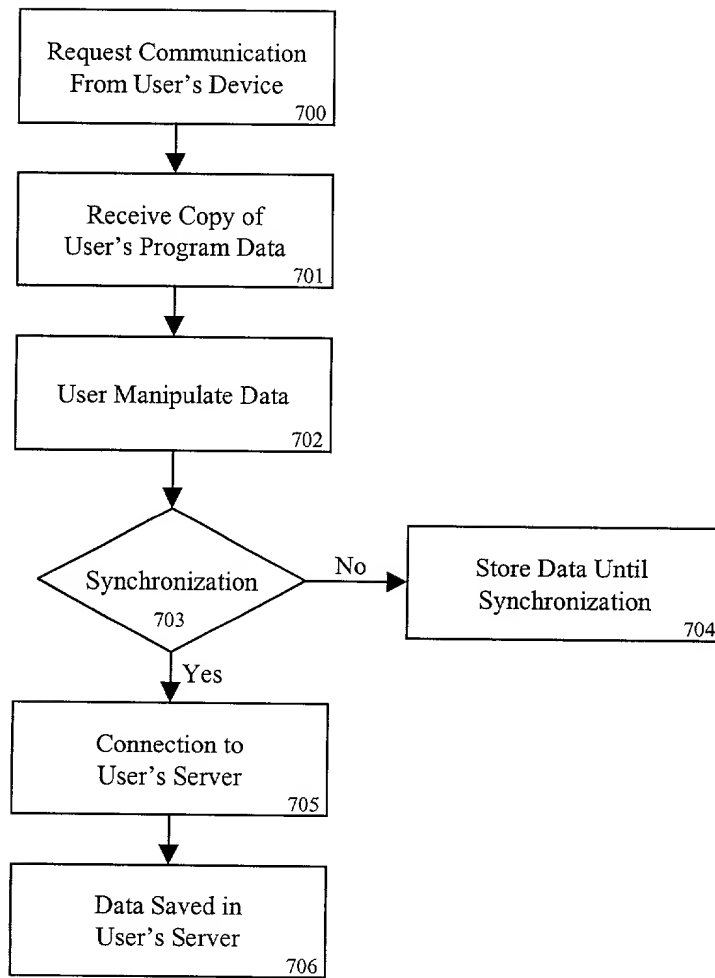 Request Communication
From User's Device
700
Receive Copy of
User's Program Data
701
User Manipulate Data
702
Synchronization
703
No
Store Data Until
Synchronization
704
Yes
Connection to
User's Server
705
Data Saved in
User's Server
706